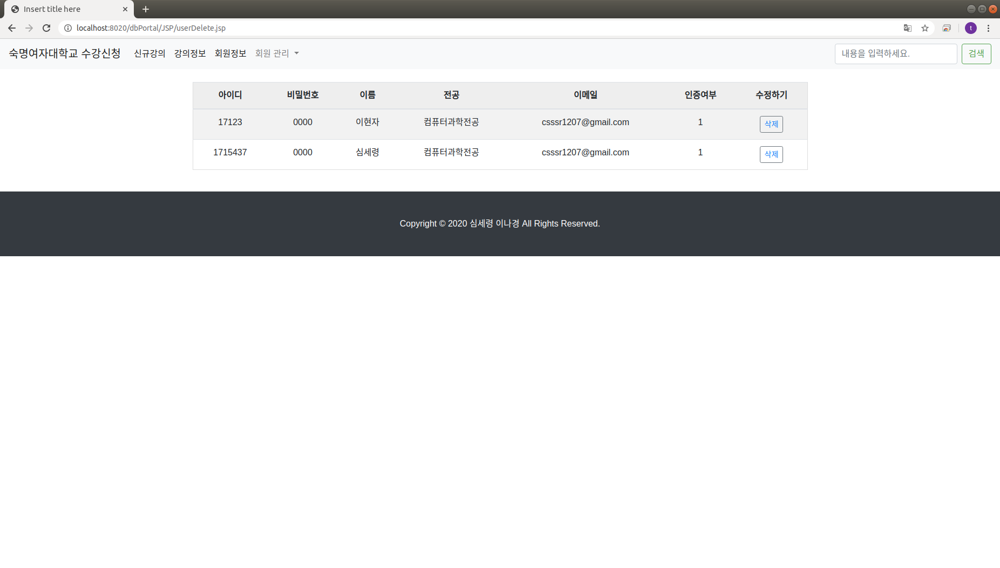 Insert title here
localhost:8020/dbPortal/JSP/userDelete.jsp
t
숙명여자대학교 수강신청 신규강의 강의정보 회원정보 회원 관리 내용을 입력하세요. 검색
아이디 비밀번호 이름 전공 이메일 인증여부 수정하기
17123 0000 이현자 컴퓨터과학전공 csssr1207@gmail.com 1 삭제
1715437 0000 심세령 컴퓨터과학전공 csssr1207@gmail.com 1 삭제
Copyright © 2020 심세령 이나경 All Rights Reserved.